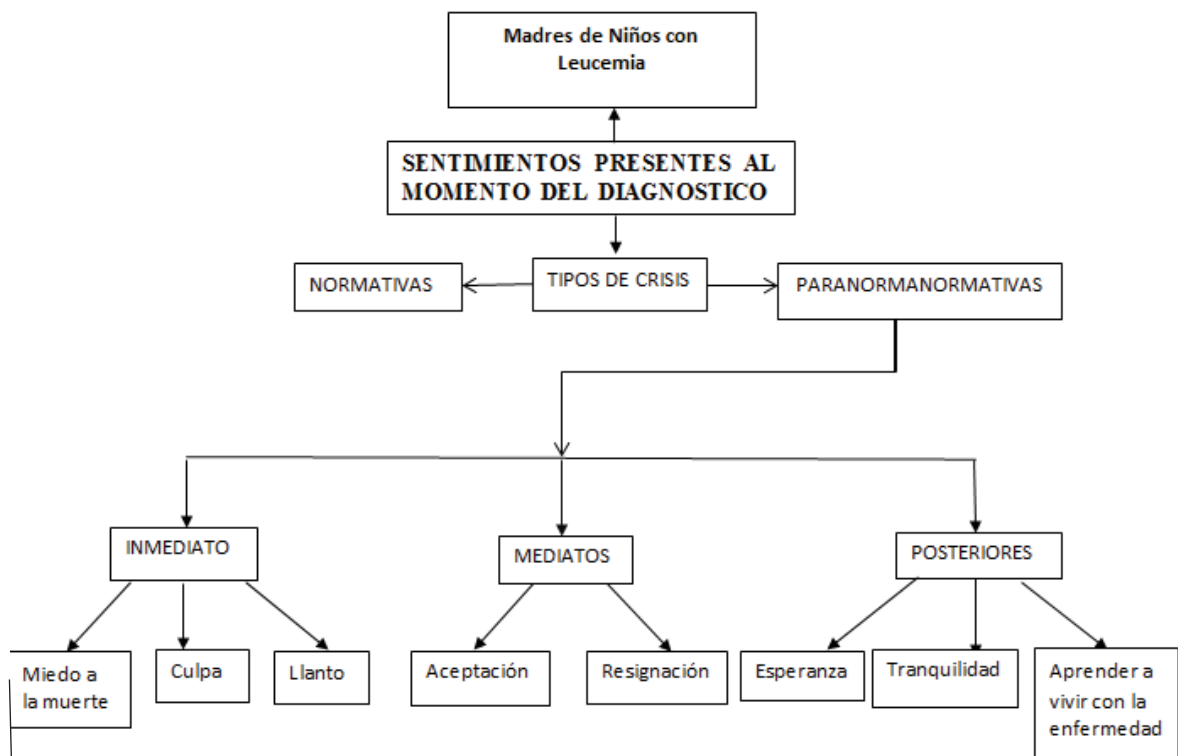 Madres de Niños con
Leucemia
SENTIMIENTOS PRESENTES AL
MOMENTO DEL DIAGNOSTICO
NORMATIVAS
TIPOS DE CRISIS
PARANORMANORMATIVAS
INMEDIATO
MEDIATOS
POSTERIORES
Miedo a
la muerte
Culpa
Llanto
Aceptación
Resignación
Esperanza
Tranquilidad
Aprender a
vivir con la
enfermedad